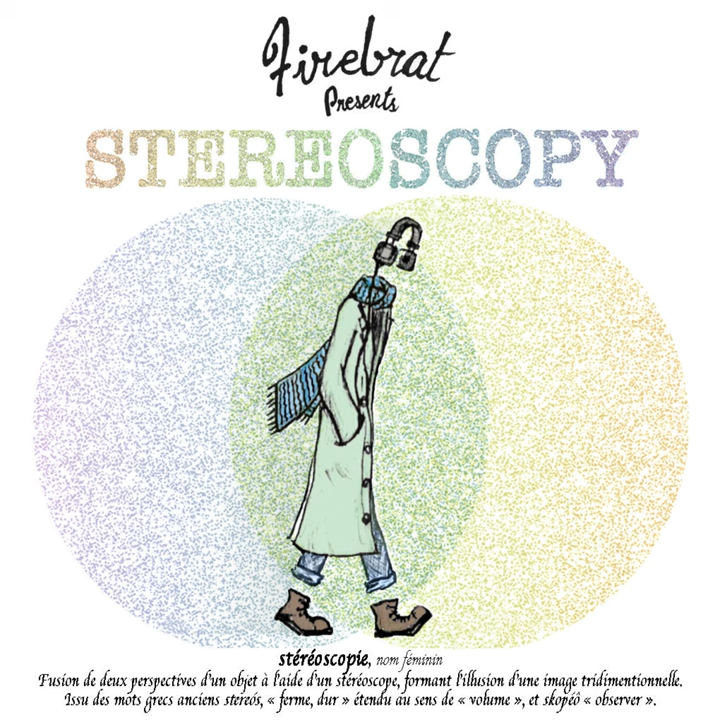 Firebrat
Presents
STEREOSCOPY
stéréoscopie, nom féminin
Fusion de deux perspectives d'un objet à l'aide d'un stéréoscope, formant l'illusion d'une image tridimentionnelle.
Issu des mots grecs anciens stereós, « ferme, dur » étendu au sens de « volume », et skopéô « observer ».